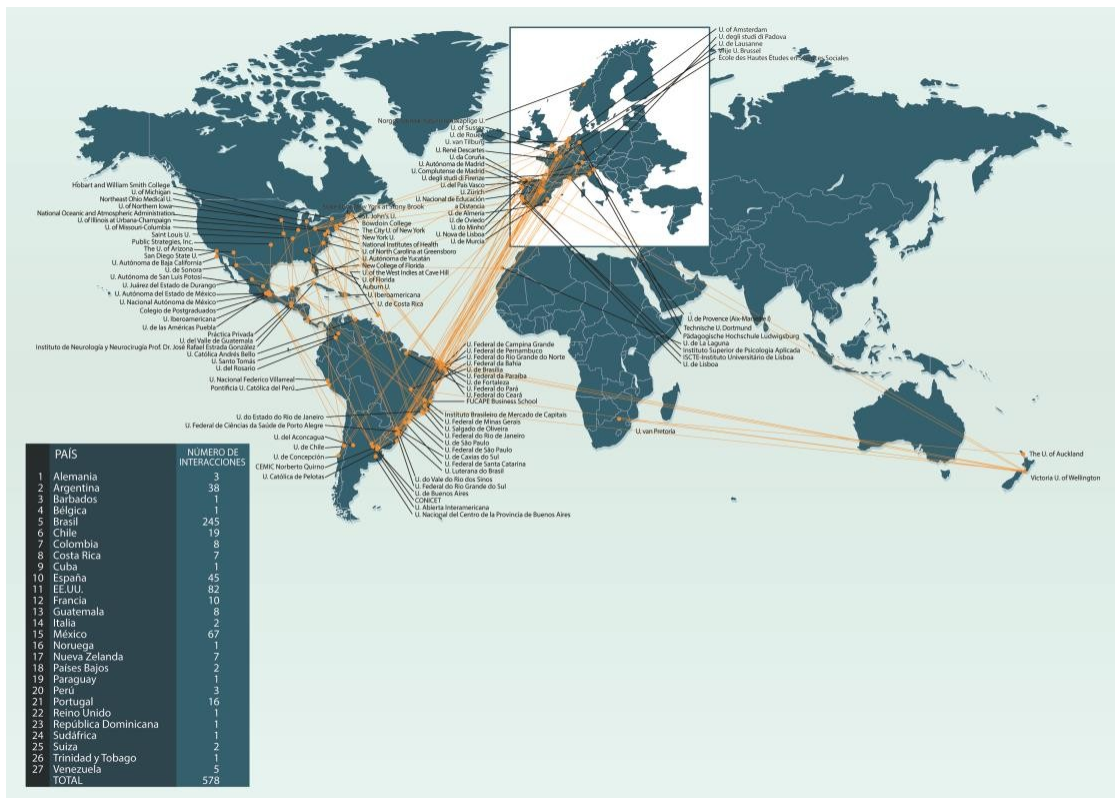 U. of Amsterdam
U. degli studi di Padova
U. de Lausanne
Vrije U. Brussel
École des Hautes Études en Sciences Sociales
U. of Sussex
U. de Rouen
U. van Tilburg
U. René Descartes
U. da Coruña
U. Autónoma de Madrid
U. Complutense de Madrid
U. degli studi di Firenze
U. del País Vasco
U. Zürich
U. Nacional de Educación
a Distancia
U. de Almería
U. de Oviedo
U. do Minho
U. Nova de Lisboa
U. de Murcia
Hobart and William Smith College
U. of Michigan
Northeast Ohio Medical U.
U. of Northern Iowa
National Oceanic and Atmospheric Administration
U. of Illinois at Urbana-Champaign
U. of Missouri-Columbia
Saint Louis U.
Public Strategies, Inc.
The U. of Arizona
San Diego State U.
U. Autónoma de Baja California
U. de Sonora
U. Autónoma de San Luis Potosí
U. Juárez del Estado de Durango
U. Autónoma del Estado de México
U. Nacional Autónoma de México
Colegio de Postgraduados
U. Iberoamericana
U. de las Américas Puebla
Práctica Privada
U. del Valle de Guatemala
Instituto de Neurología y Neurocirugía Prof. Dr. José Rafael Estrada González
U. Católica Andrés Bello
U. Santo Tomás
U. del Rosario
U. Nacional Federico Villarreal
Pontificia U. Católica del Perú
New York at Stony Brook
St. John's U.
Bowdoin College
The City U. of New York
New York U.
National Institutes of Health
U. of North Carolina at Greensboro
U. Autónoma de Yucatán
New College of Florida
U. of the West Indies at Cave Hill
U. of Florida
Auburn U.
U. Iberoamericana
U. de Costa Rica
U. de Provence (Aix-Marseille I)
Technische U. Dortmund
Pädagogische Hochschule Ludwigsburg
U. de La Laguna
Instituto Superior de Psicologia Aplicada
ISCTE-Instituto Universitário de Lisboa
U. de Lisboa
U. Federal de Campina Grande
U. Federal de Pernambuco
U. Federal do Rio Grande do Norte
U. Federal da Bahia
U. de Brasília
U. Federal da Paraíba
U. de Fortaleza
U. Federal do Pará
U. Federal do Ceará
FUCAPE Business School
U. do Estado do Rio de Janeiro
U. Federal de Ciências da Saúde de Porto Alegre
U. del Aconcagua
U. de Chile
U. de Concepción
CEMIC Norberto Quirno
U. Católica de Pelotas
Instituto Brasileiro de Mercado de Capitais
U. Federal de Minas Gerais
U. Salgado de Oliveira
U. Federal do Rio de Janeiro
U. de São Paulo
U. Federal de São Paulo
U. de Caxias do Sul
U. Federal de Santa Catarina
U. Luterana do Brasil
U. do Vale do Rio dos Sinos
U. Federal do Rio Grande do Sul
U. de Buenos Aires
CONICET
U. Abierta Interamericana
U. Nacional del Centro de la Provincia de Buenos Aires
U. van Pretoria
The U. of Auckland
Victoria U. of Wellington
PAÍS NÚMERO DE
INTERACCIONES
1 Alemania 3
2 Argentina 38
3 Barbados 1
4 Bélgica 1
5 Brasil 245
6 Chile 19
7 Colombia 8
8 Costa Rica 7
9 Cuba 1
10 España 45
11 EE.UU. 82
12 Francia 10
13 Guatemala 8
14 Italia 2
15 México 67
16 Noruega 1
17 Nueva Zelanda 7
18 Países Bajos 2
19 Paraguay 1
20 Perú 3
21 Portugal 16
22 Reino Unido 1
23 República Dominicana 1
24 Sudáfrica 1
25 Suiza 2
26 Trinidad y Tobago 1
27 Venezuela 5
TOTAL 578